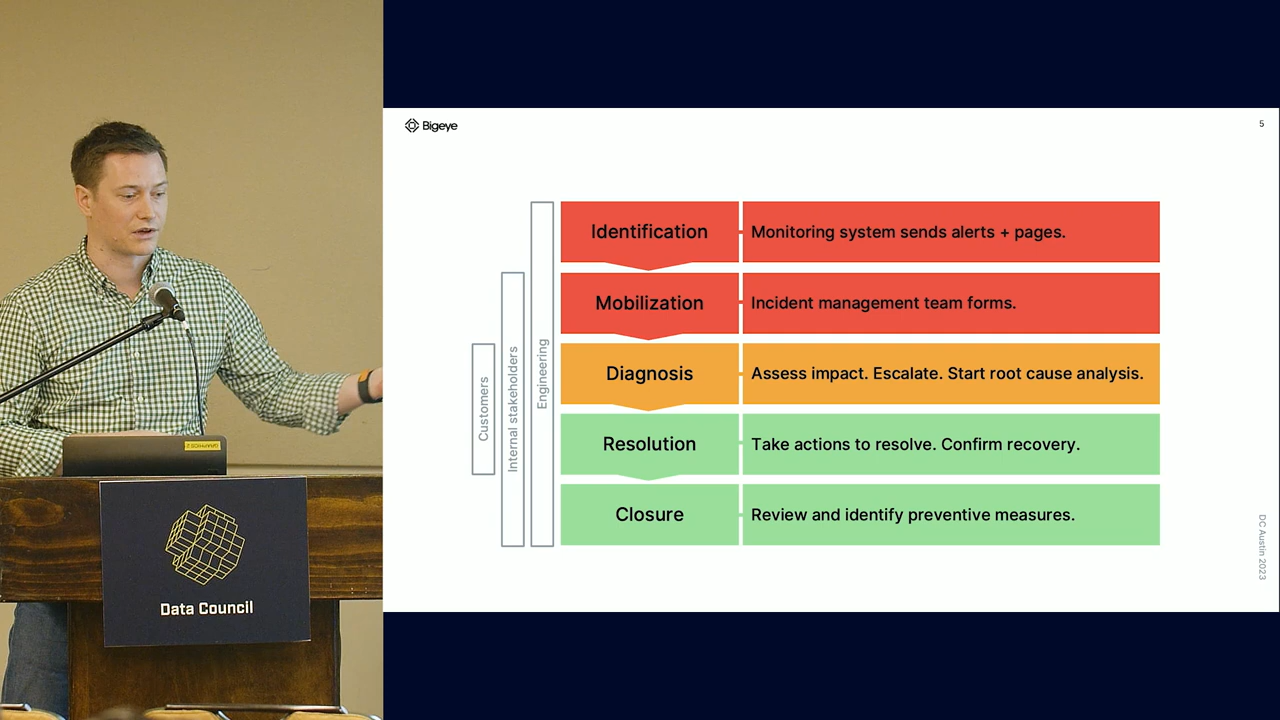 Bigeye
5
Identification
Monitoring system sends alerts + pages.
Mobilization
Incident management team forms.
Diagnosis
Assess impact. Escalate. Start root cause analysis.
Resolution
Take actions to resolve. Confirm recovery.
Closure
Review and identify preventive measures.
Customers
Internal stakeholders
Engineering
DC Austin 2023
Data Council